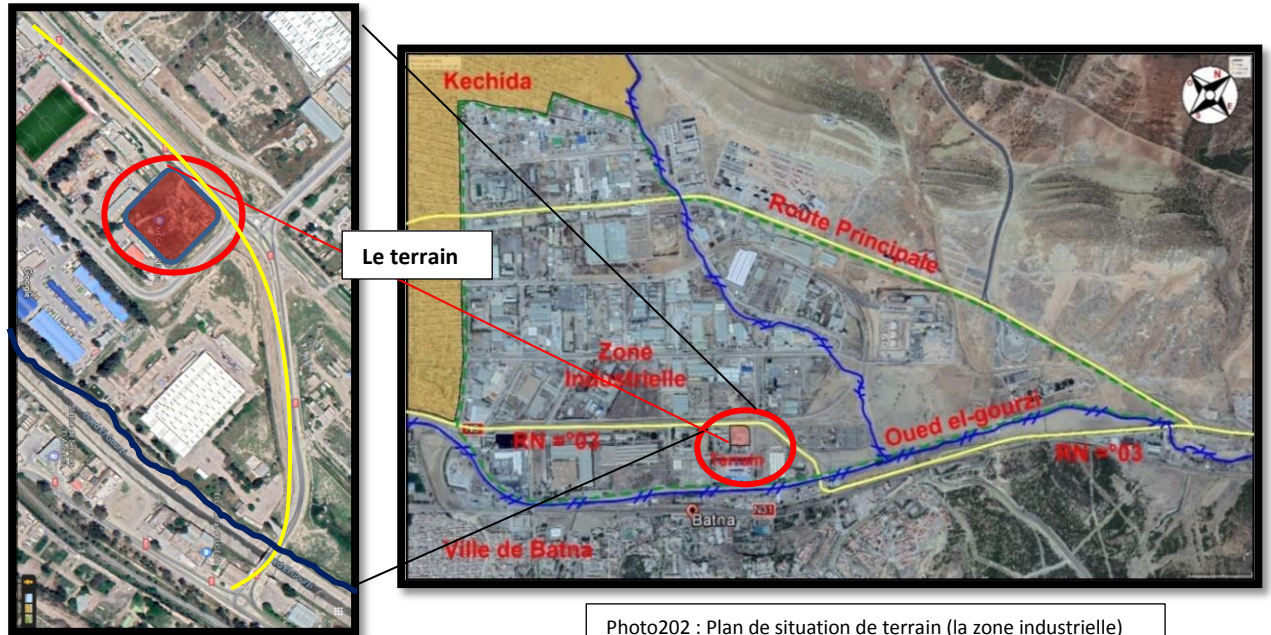 Le terrain
Kechida
Route Principale
Zone
Industrielle
Oued el-gourzi
RN =°03
Terrain
RN =°03
Batna
N31
Ville de Batna
N
E
S
O
Google
Photo202 : Plan de situation de terrain (la zone industrielle)